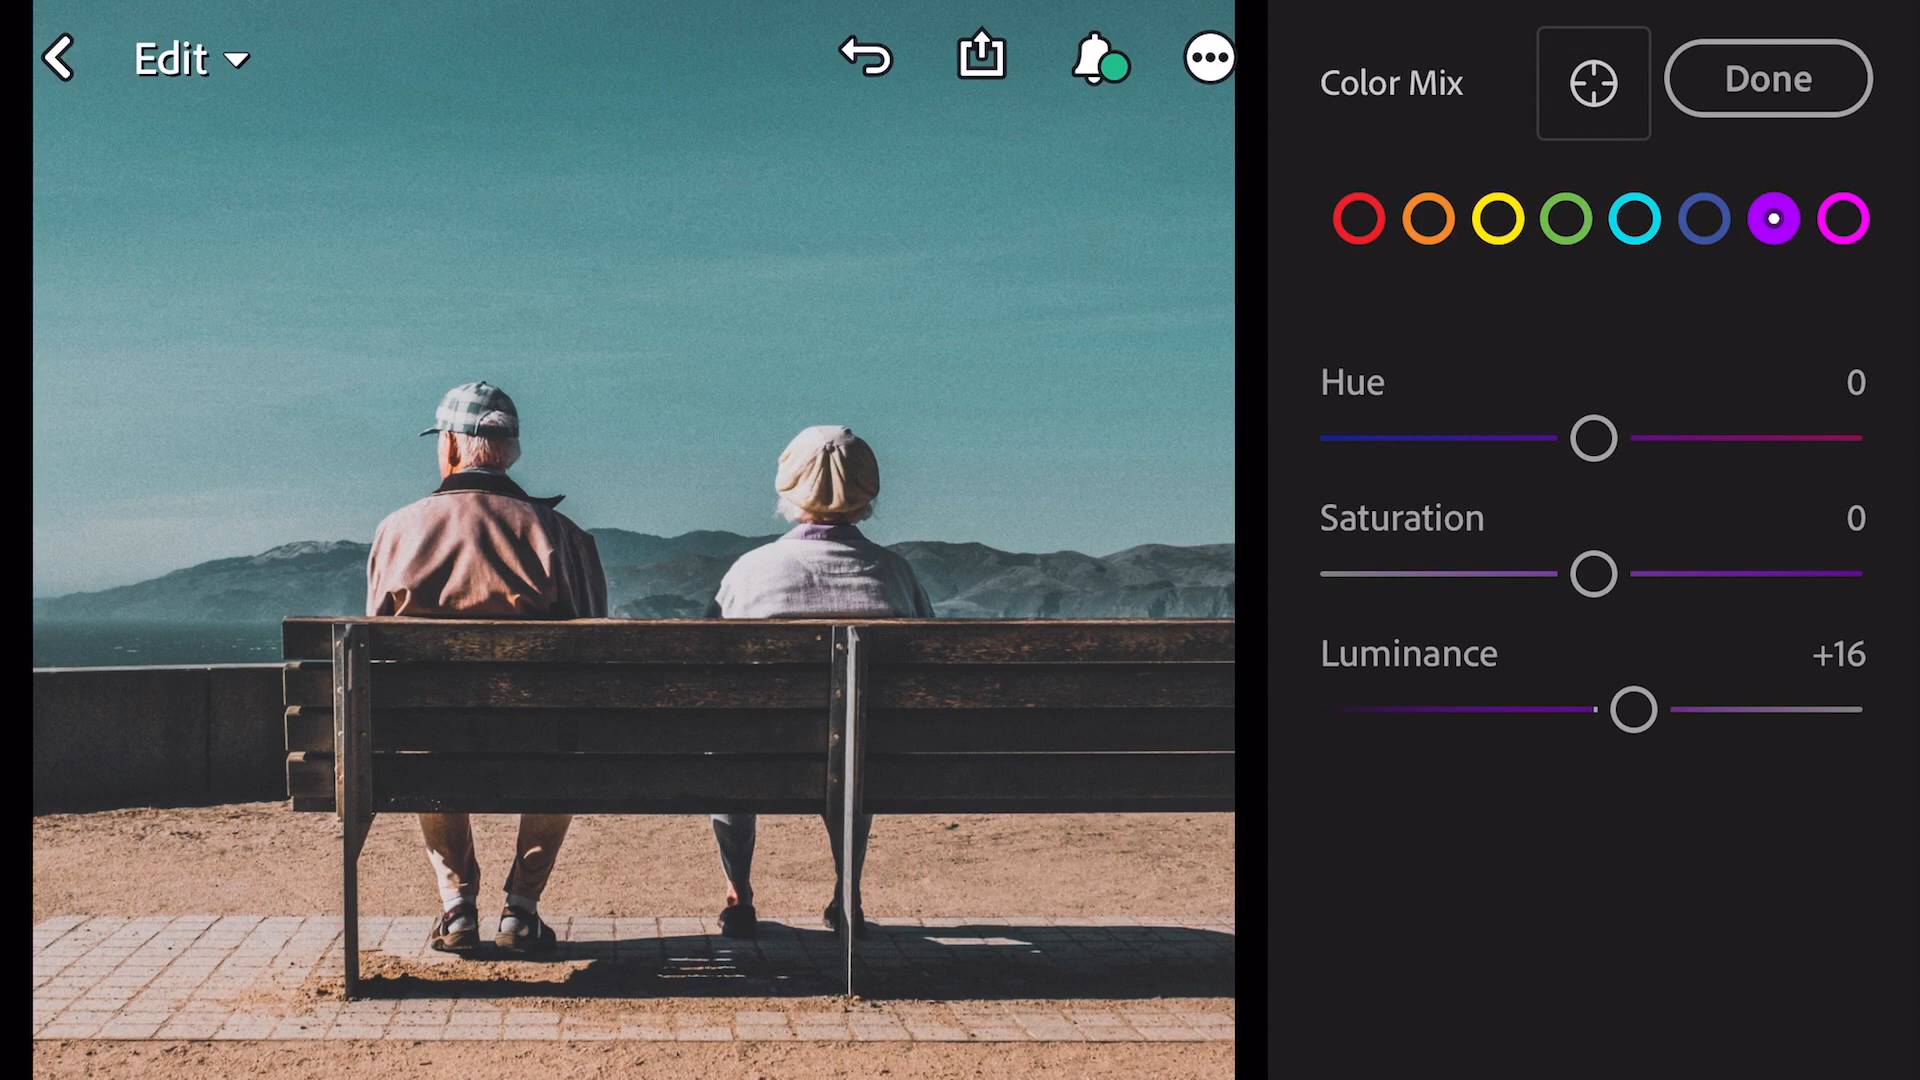 Edit
Color Mix
Done
Hue 0
Saturation 0
Luminance +16